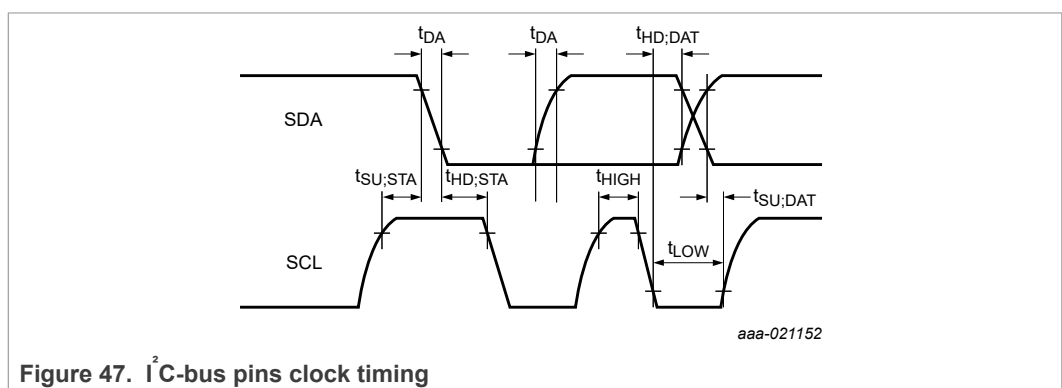 tDA tDA tHD;DAT
SDA
tSU;STA tHD;STA tHIGH tSU;DAT
SCL tLOW
aaa-021152
Figure 47. I²C-bus pins clock timing